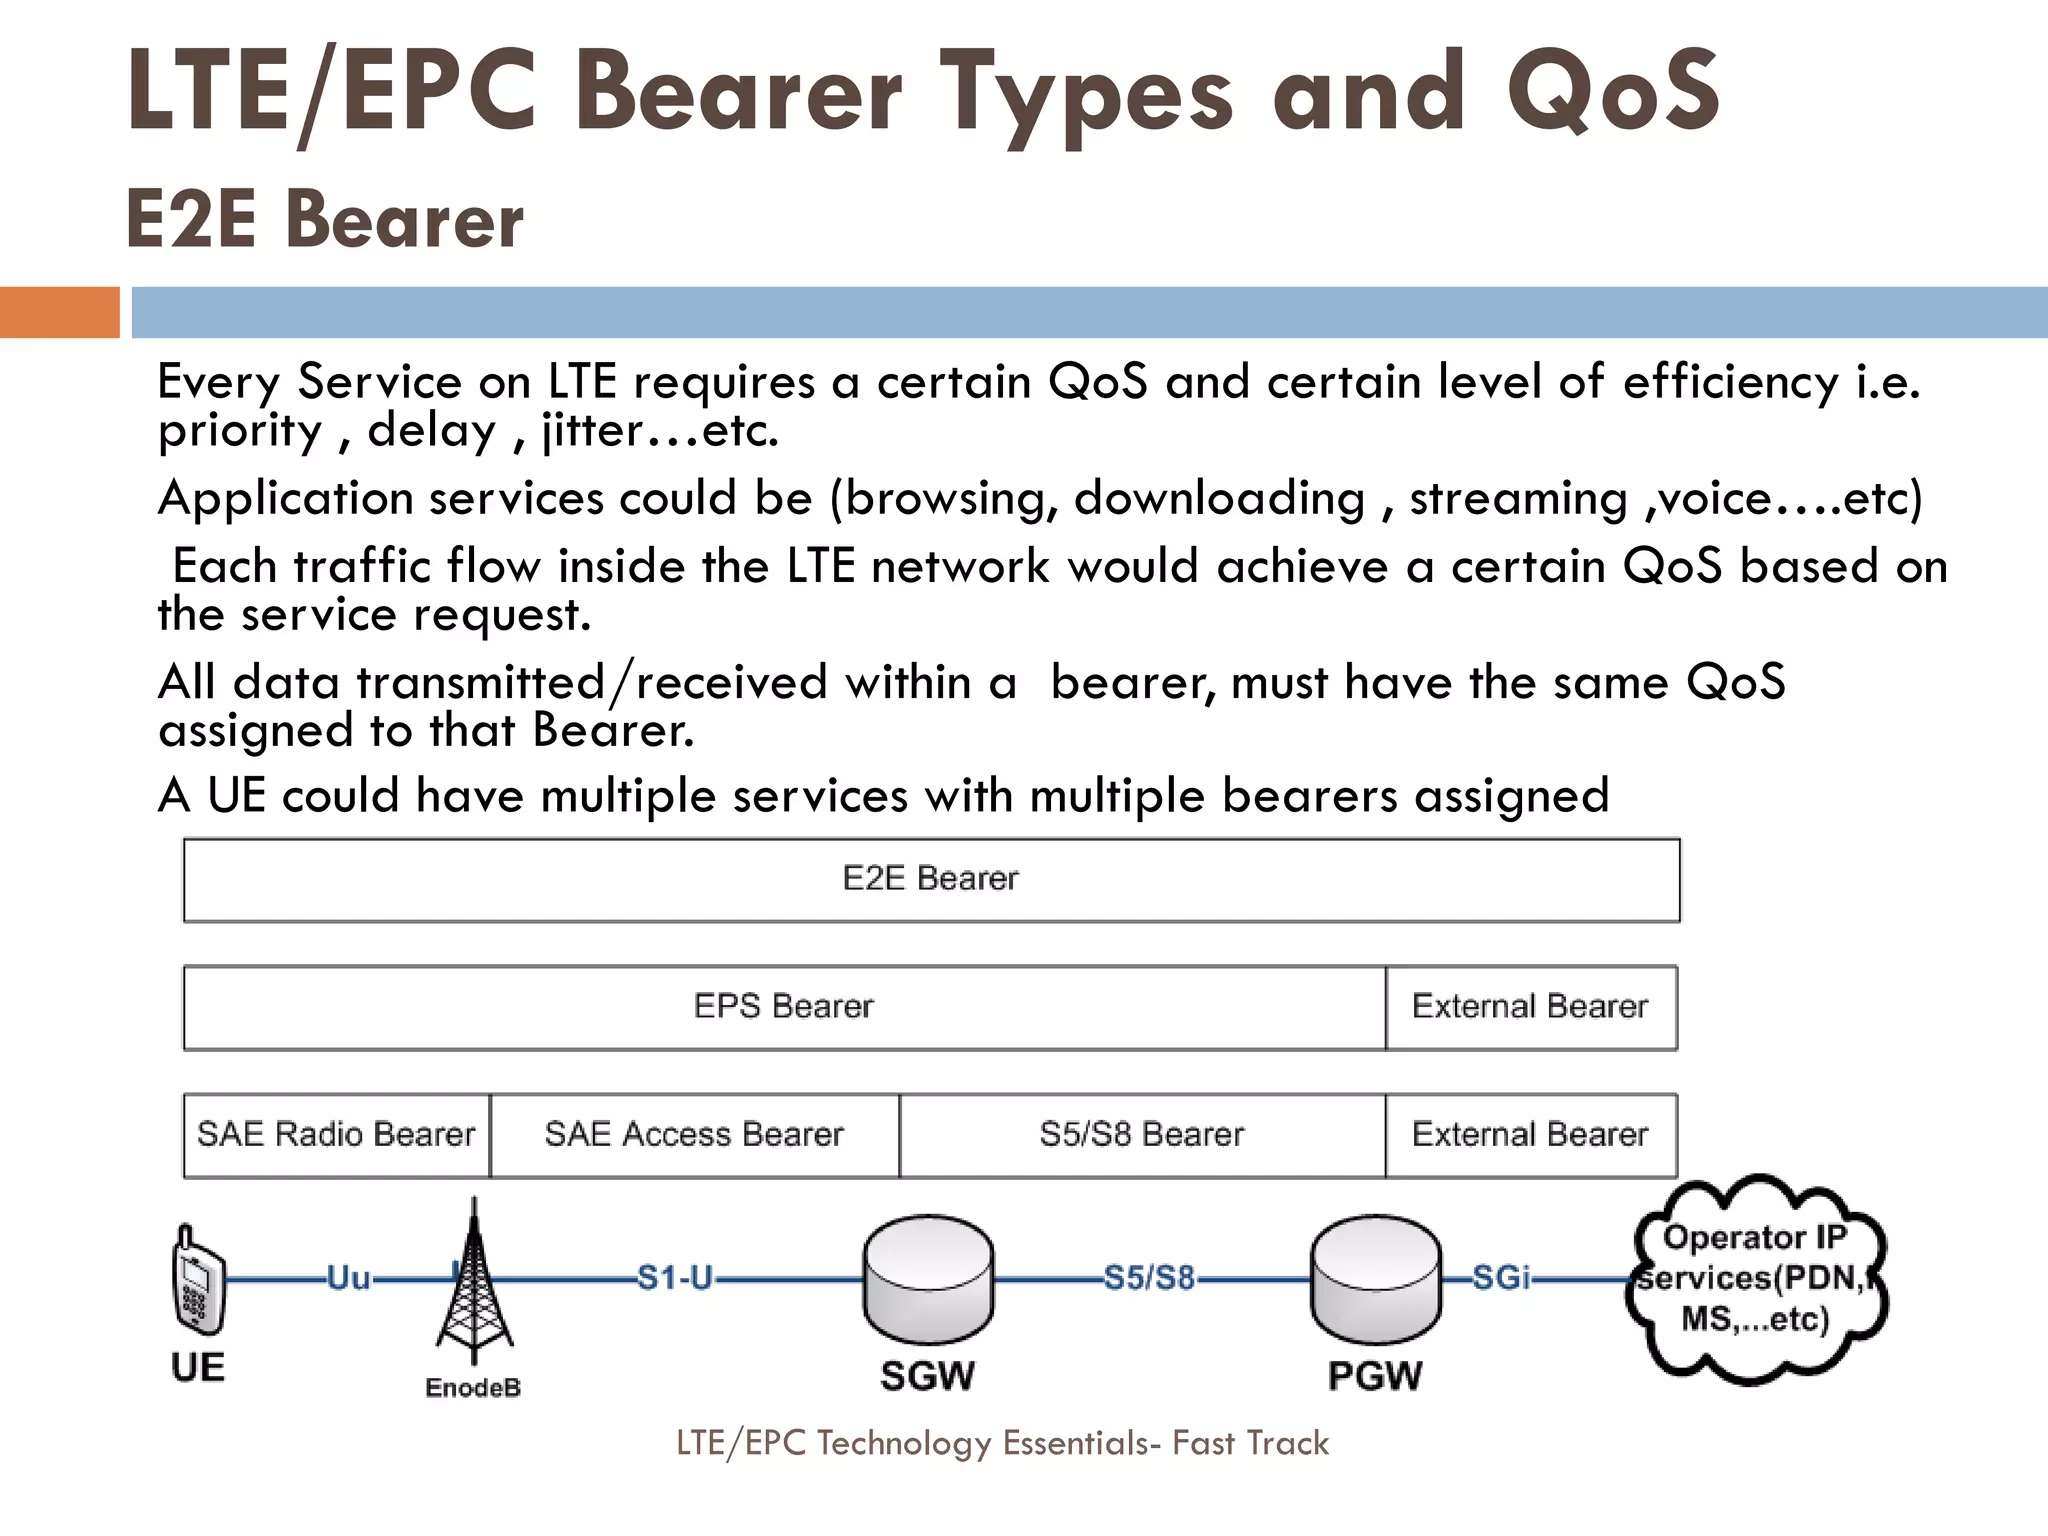 LTE/EPC Bearer Types and QoS
E2E Bearer
Every Service on LTE requires a certain QoS and certain level of efficiency i.e.
priority , delay , jitter...etc.
Application services could be (browsing, downloading , streaming ,voice....etc)
Each traffic flow inside the LTE network would achieve a certain QoS based on
the service request.
All data transmitted/received within a  bearer, must have the same QoS
assigned to that Bearer.
A UE could have multiple services with multiple bearers assigned
E2E Bearer
EPS Bearer
External Bearer
SAE Radio Bearer
SAE Access Bearer
S5/S8 Bearer
External Bearer
Uu
S1-U
S5/S8
SGi
Operator IP
services(PDN,I
MS,...etc)
UE
EnodeB
SGW
PGW
LTE/EPC Technology Essentials- Fast Track